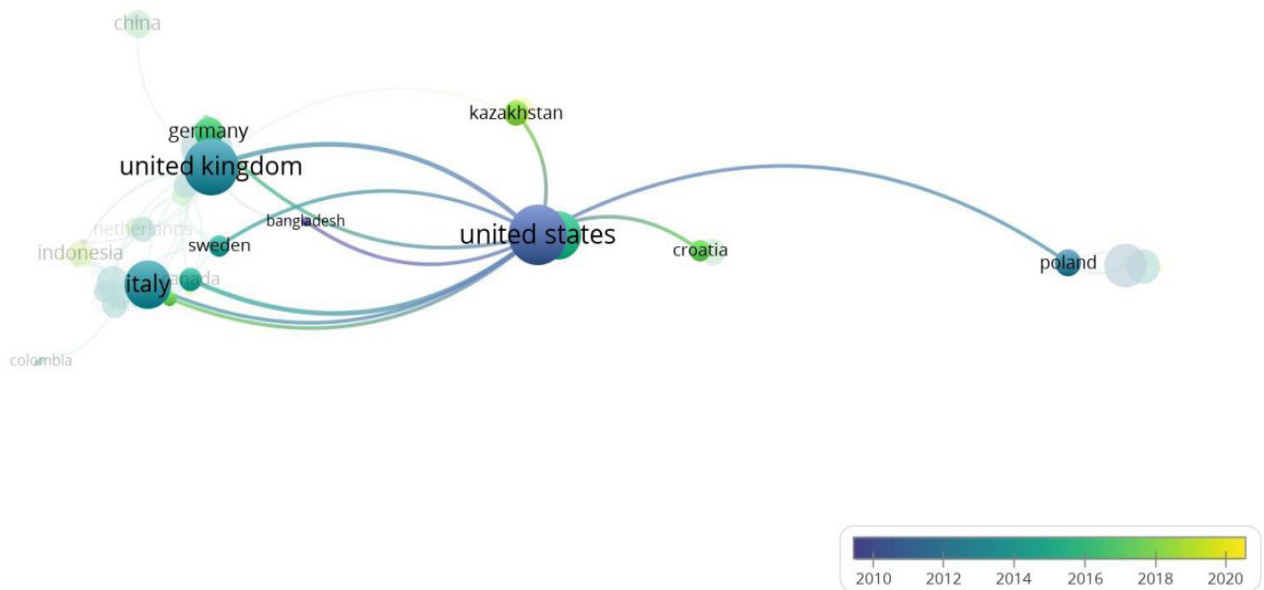 china
kazakhstan
germany
united kingdom
bangladesh
netherlands
sweden
indonesia
united states
croatia
poland
italy
canada
colombia
2010 2012 2014 2016 2018 2020